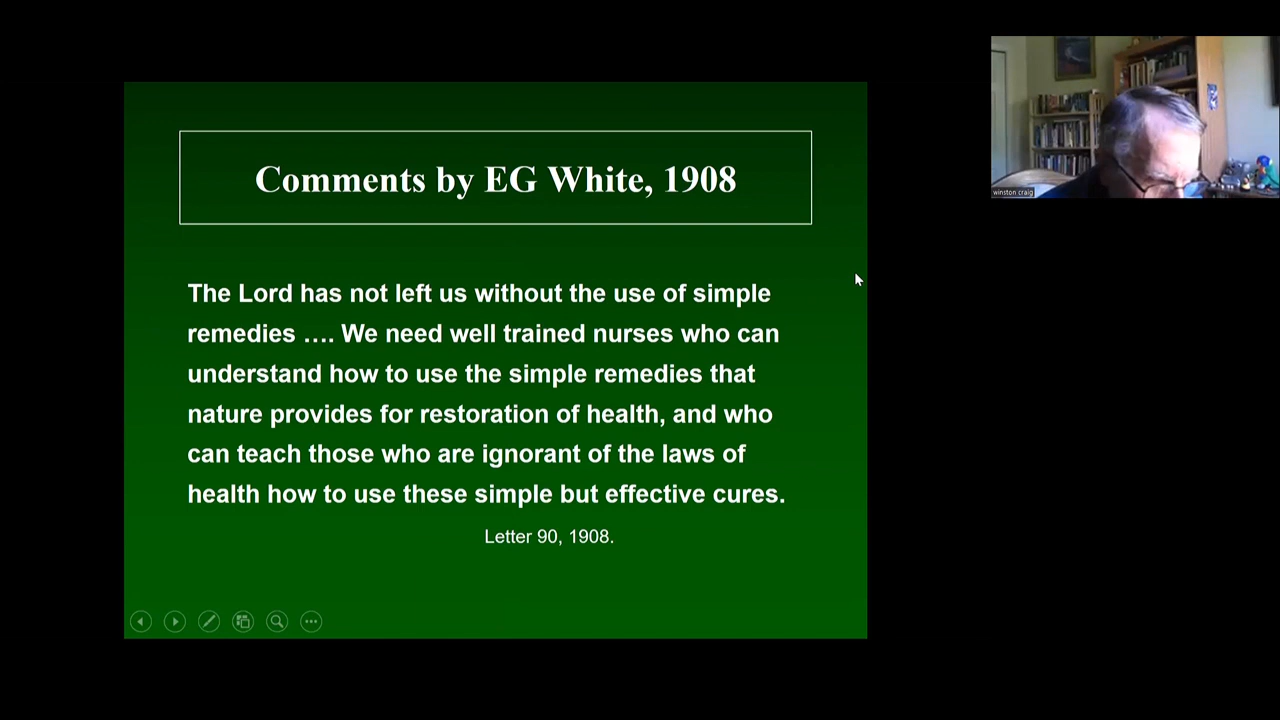 Comments by EG White, 1908
The Lord has not left us without the use of simple
remedies …. We need well trained nurses who can
understand how to use the simple remedies that
nature provides for restoration of health, and who
can teach those who are ignorant of the laws of
health how to use these simple but effective cures.
Letter 90, 1908.
winston craig